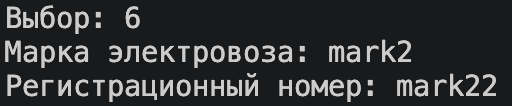 Выбор: 6
Марка электровоза: mark2
Регистрационный номер: mark22